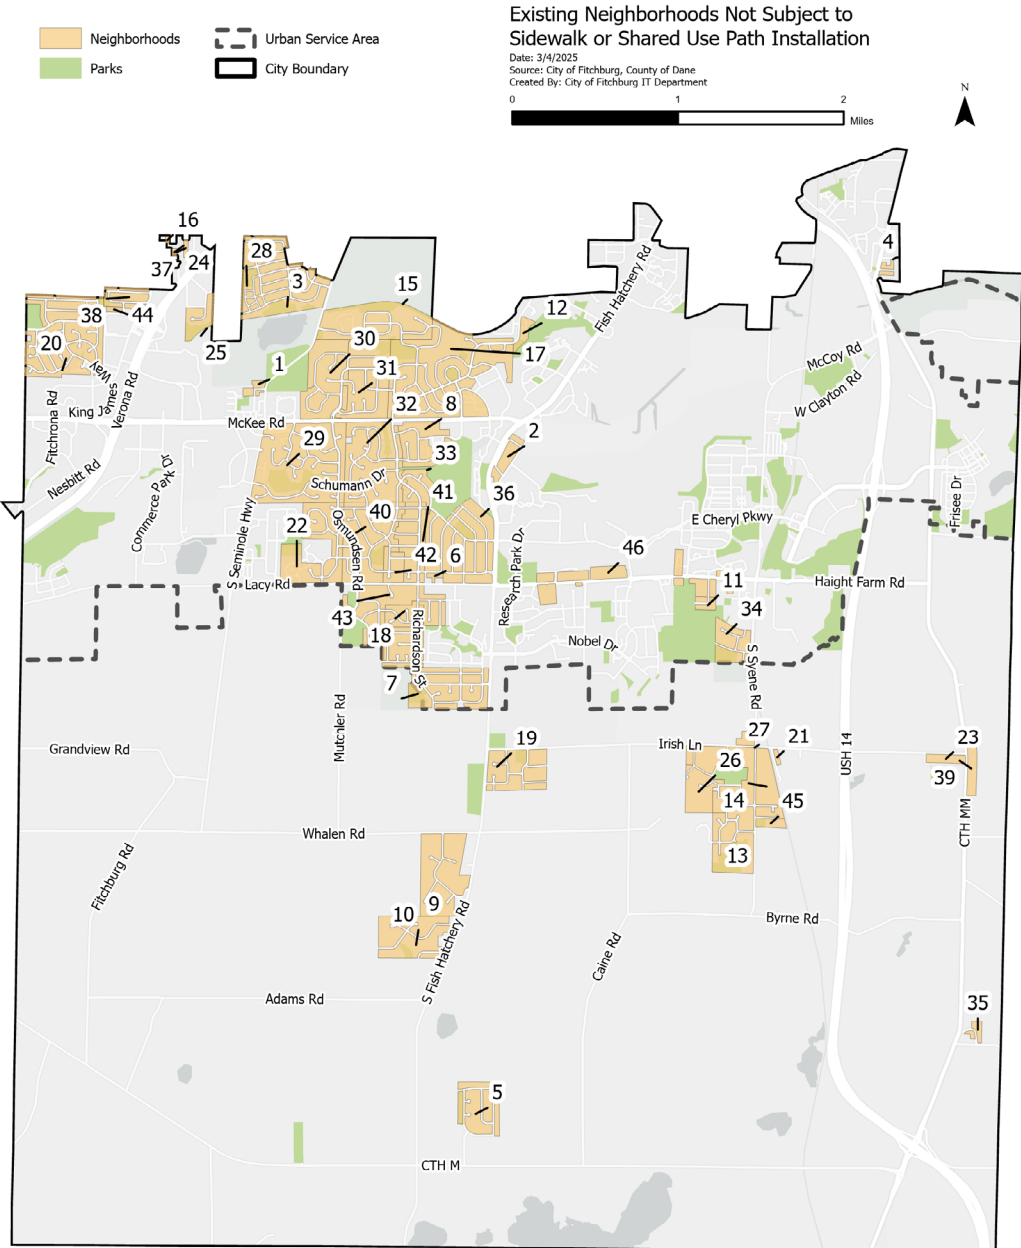 Existing Neighborhoods Not Subject to
Sidewalk or Shared Use Path Installation
Date: 3/4/2025
Source: City of Fitchburg, County of Dane
Created By: City of Fitchburg IT Department
Neighborhoods
Urban Service Area
Parks
City Boundary
0 1 2
Miles
N
16
28
24
37
3
4
15
38
44
12
Fish Hatchery Rd
20
25
30
17
1
31
McCoy Rd
King James Way
Verona Rd
W Clayton Rd
Fitchrona Rd
McKee Rd
32
8
2
29
33
Nesbitt Rd
Commerce Park Dr
Schumann Dr
41
36
Frisee Dr
S Seminole Hwy
22
Osmundsen Rd
40
E Cheryl Pkwy
42
6
Research Park Dr
46
Lacy Rd
11
Haight Farm Rd
43
18
Richardson St
34
Nobel Dr
S Syene Rd
7
Mutchler Rd
Grandview Rd
19
Irish Ln
27
21
USH 14
23
26
39
14
45
CTH MM
Whalen Rd
13
Fitchburg Rd
9
10
S Fish Hatchery Rd
Byrne Rd
Caine Rd
Adams Rd
35
5
CTH M